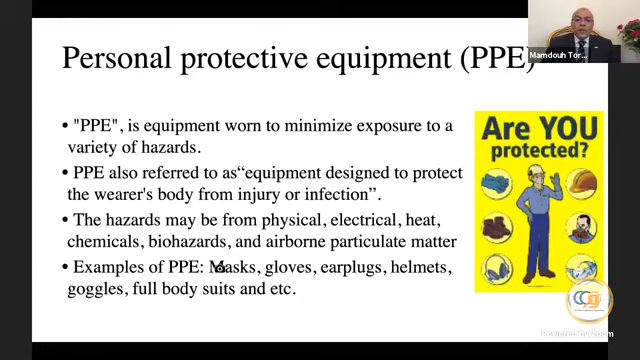 Personal protective equipment (PPE)
Mamdouh Tor...
• "PPE", is equipment worn to minimize exposure to a
variety of hazards.
• PPE also referred to as“equipment designed to protect
the wearer's body from injury or infection”.
• The hazards may be from physical, electrical, heat,
chemicals, biohazards, and airborne particulate matter
• Examples of PPE: Masks, gloves, earplugs, helmets,
goggles, full body suits and etc.
Are YOU
protected?
Powered by Zoom